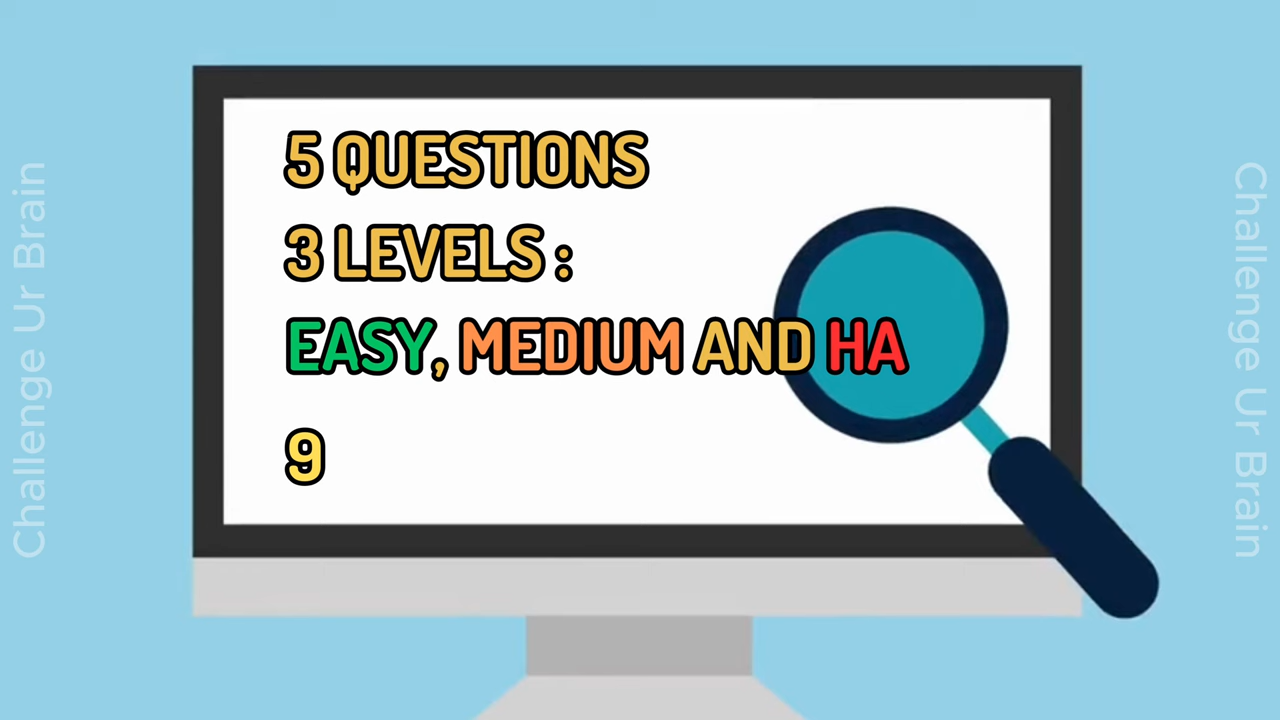 5 QUESTIONS
3 LEVELS :
EASY, MEDIUM AND HA
9
Challenge Ur Brain
Challenge Ur Brain